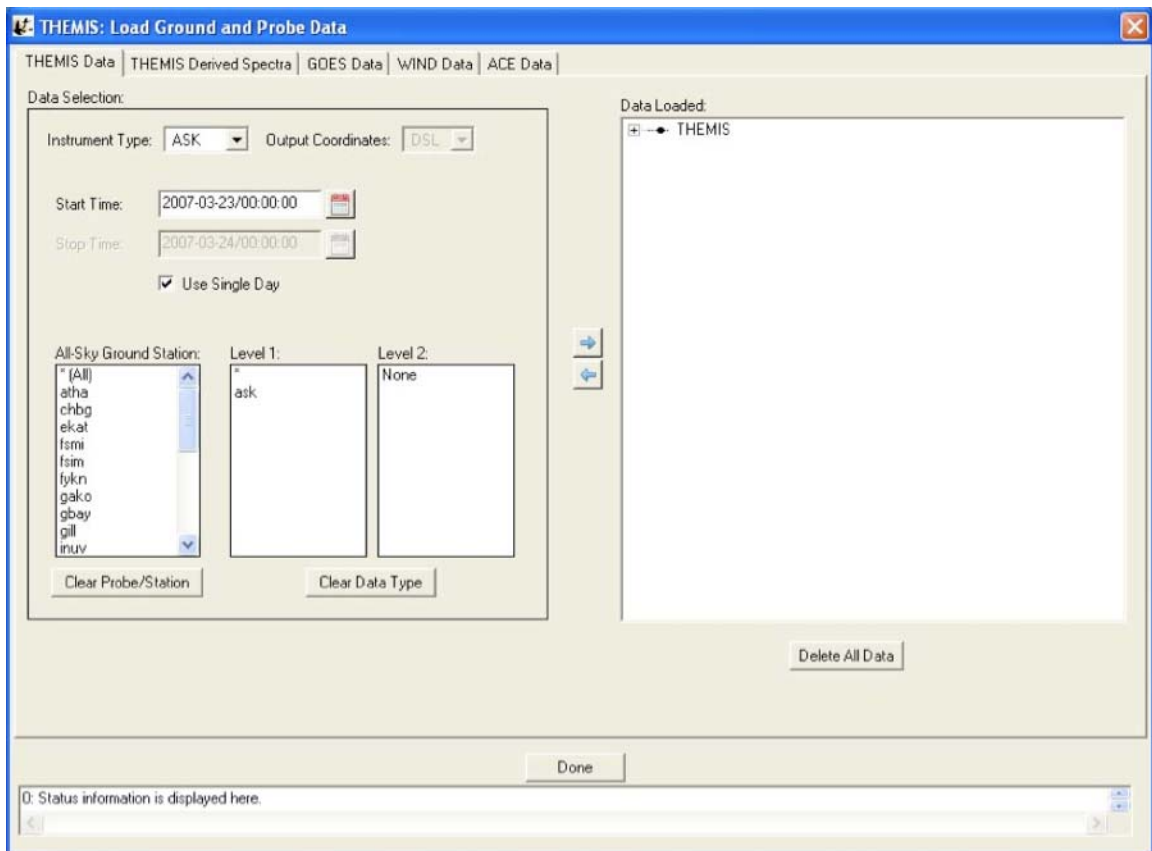 THEMIS: Load Ground and Probe Data
THEMIS Data THEMIS Derived Spectra GOES Data WIND Data ACE Data
Data Selection:
Instrument Type: ASK Output Coordinates: DSL
Start Time: 2007-03-23/00:00:00
Stop Time: 2007-03-24/00:00:00
Use Single Day
All-Sky Ground Station:
* (All)
atha
chbg
ekat
fsmi
fsim
fykn
gako
gbay
gill
inuv
Level 1:
*
ask
Level 2:
None
Clear Probe/Station
Clear Data Type
Data Loaded:
THEMIS
Delete All Data
Done
0: Status information is displayed here.